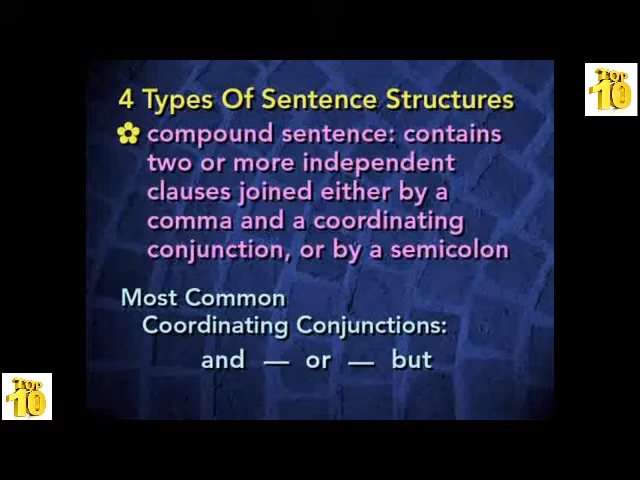 TOP
10
4 Types Of Sentence Structures
✿ compound sentence: contains
two or more independent
clauses joined either by a
comma and a coordinating
conjunction, or by a semicolon
Most Common
Coordinating Conjunctions:
and — or — but
TOP
10